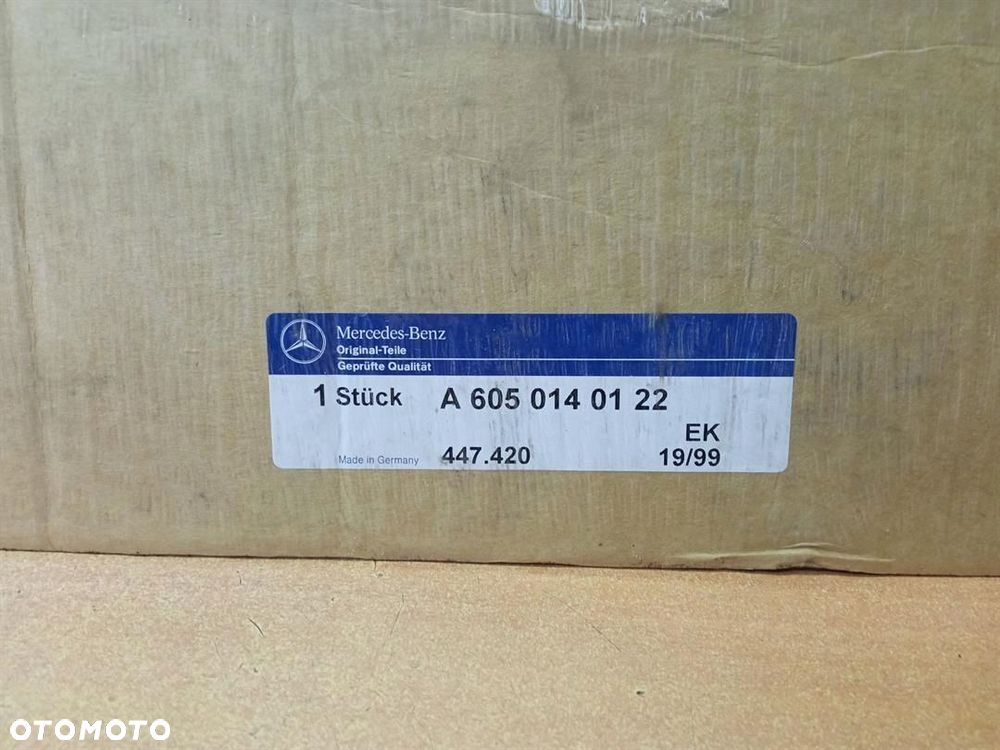 Mercedes-Benz
Original-Teile
Geprüfte Qualität
1 Stück A 605 014 01 22
EK
Made in Germany 447.420 19/99
OTOMOTO